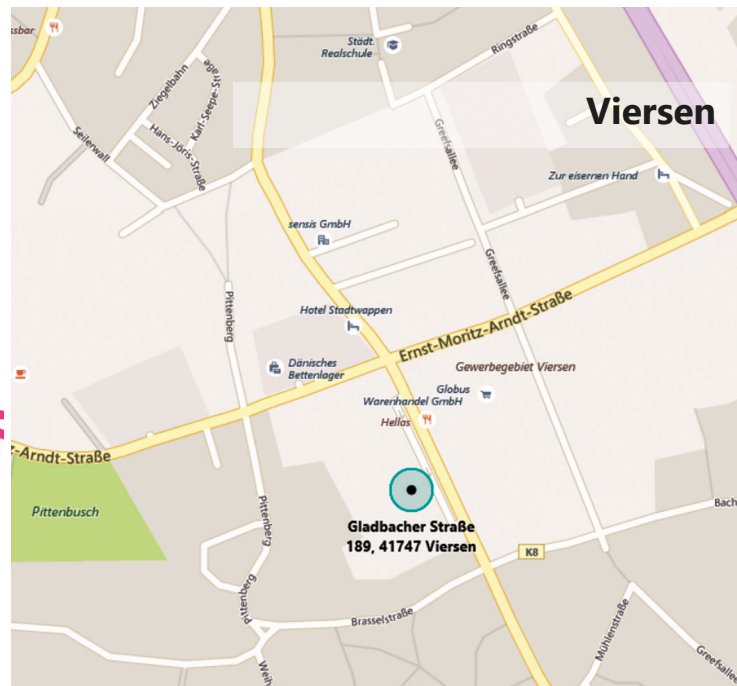 ssbar
Städt.
Realschule
Ringstraße
Viersen
Ziegelbahn
Karl-Seepe-Straße
Hans-Joris-Straße
Seilerwall
Greefsallee
Zur eisernen Hand
sensis GmbH
Greefsallee
Pittenberg
Hotel Stadtwappen
Ernst-Moritz-Arndt-Straße
Dänisches
Bettenlager
Gewerbegebiet Viersen
Globus
Warenhandel GmbH
Hellas
z-Arndt-Straße
Pittenbusch
Pittenberg
Gladbacher Straße
189, 41747 Viersen
Bach
K8
Pittenberg
Brasselstraße
Mühlenstraße
Greefsallee
Weih